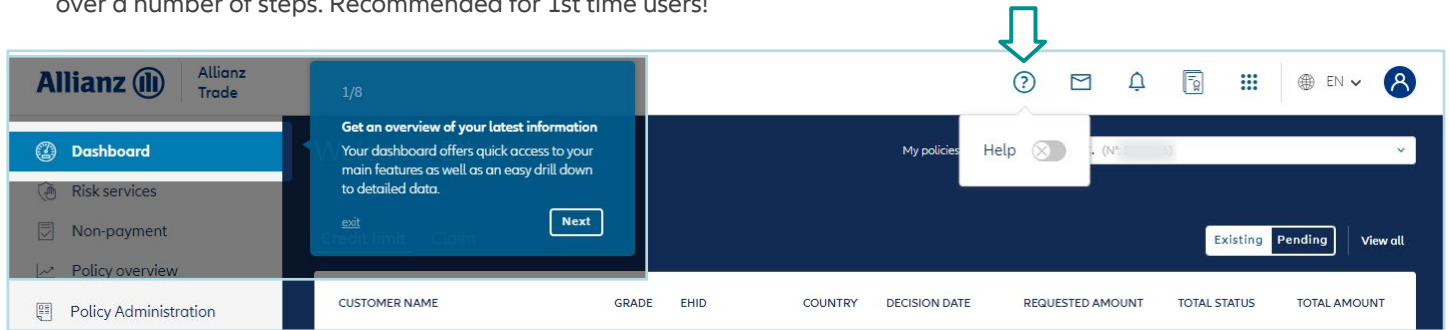 over a number of steps. Recommended for 1st time users!
Allianz
Allianz
Trade
EN
1/8
Get an overview of your latest information
Your dashboard offers quick access to your
main features as well as an easy drill down
to detailed data.
exit
Next
Dashboard
Risk services
Non-payment
Policy overview
Policy Administration
My policies
Help
(N°
Credit limit
Existing
Pending
View all
CUSTOMER NAME
GRADE
EHID
COUNTRY
DECISION DATE
REQUESTED AMOUNT
TOTAL STATUS
TOTAL AMOUNT